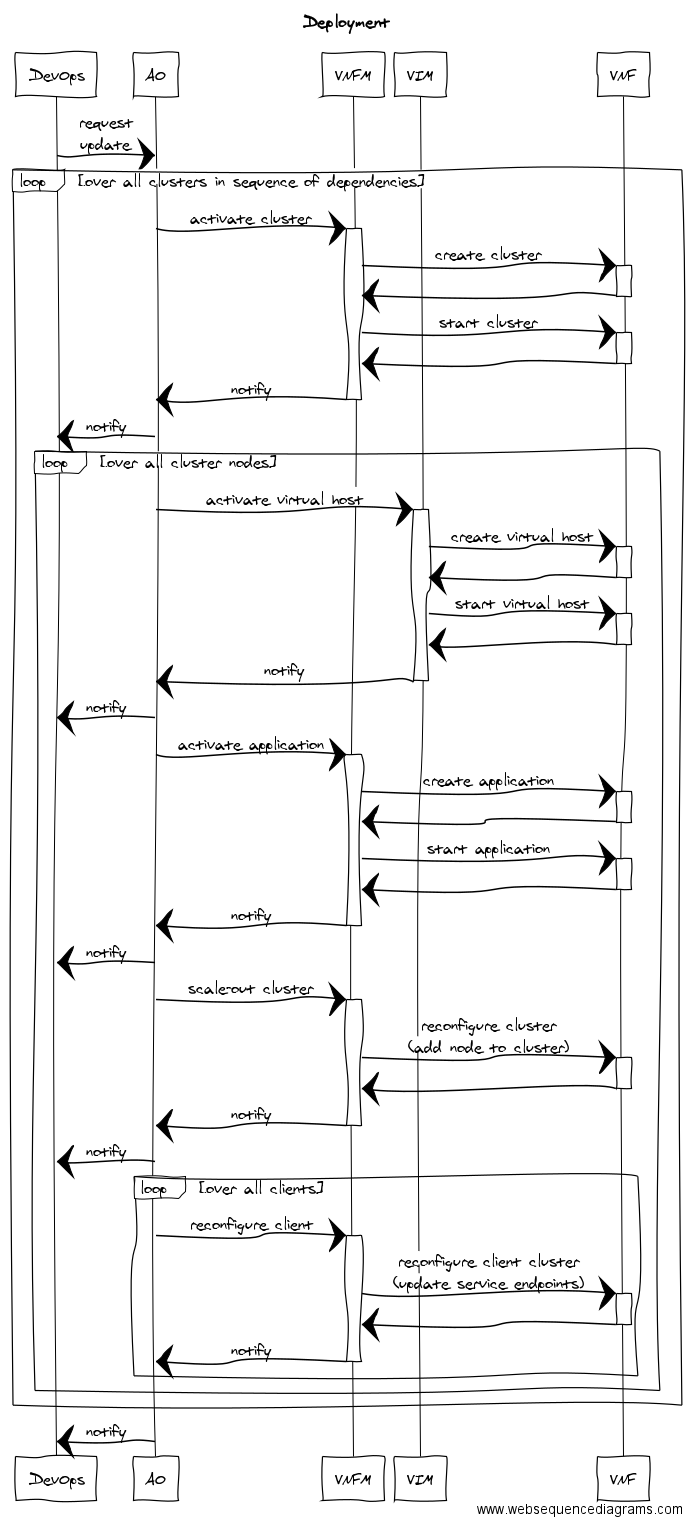 Deployment
DevOps
AO
VNFM
VIM
VNF
request
update
loop
[over all clusters in sequence of dependencies]
activate cluster
create cluster
start cluster
notify
notify
loop
[over all cluster nodes]
activate virtual host
create virtual host
start virtual host
notify
notify
activate application
create application
start application
notify
notify
scale-out cluster
reconfigure cluster
(add node to cluster)
notify
notify
loop
[over all clients]
reconfigure client
reconfigure client cluster
(update service endpoints)
notify
notify
DevOps
AO
VNFM
VIM
VNF
www.websequencediagrams.com